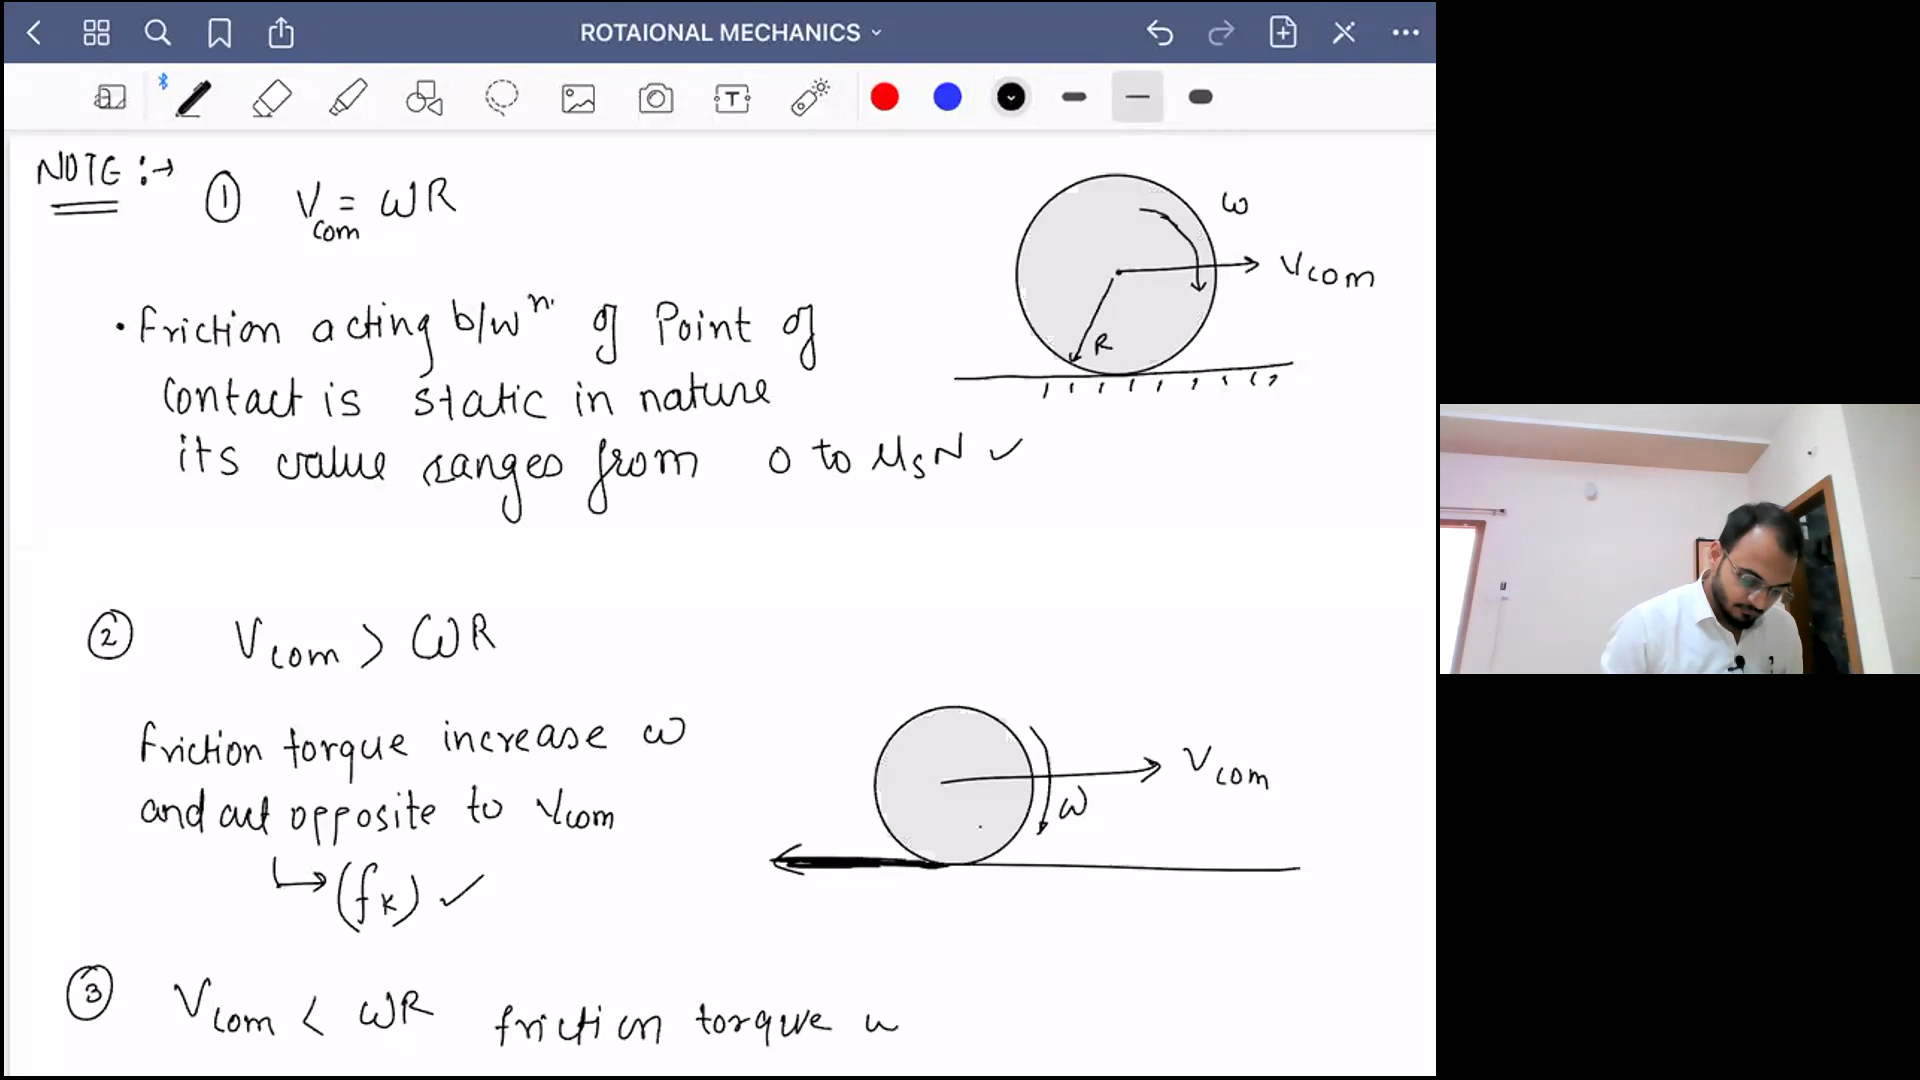 ROTAIONAL MECHANICS
NOTE :→
① Vcom = ωR
ω
Vcom
R
• Friction acting b/wⁿ of Point of
contact is static in nature
its value ranges from 0 to μsN ✓
② Vcom > ωR
friction torque increase ω
and act opposite to Vcom
↳ (fk) ✓
Vcom
ω
③ Vcom < ωR friction torque